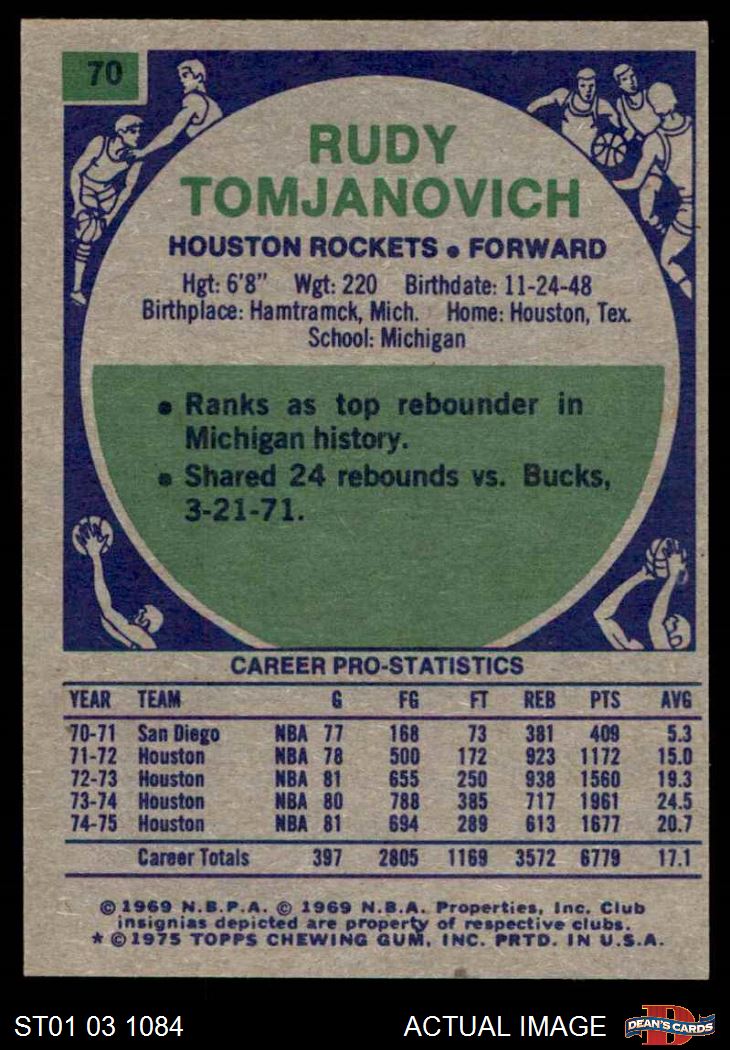 70
RUDY
TOMJANOVICH
HOUSTON ROCKETS • FORWARD
Hgt: 6'8" Wgt: 220 Birthdate: 11-24-48
Birthplace: Hamtramck, Mich. Home: Houston, Tex.
School: Michigan
• Ranks as top rebounder in
Michigan history.
• Shared 24 rebounds vs. Bucks,
3-21-71.
CAREER PRO-STATISTICS
YEAR TEAM G FG FT REB PTS AVG
70-71 San Diego NBA 77 168 73 381 409 5.3
71-72 Houston NBA 78 500 172 923 1172 15.0
72-73 Houston NBA 81 655 250 938 1560 19.3
73-74 Houston NBA 80 788 385 717 1961 24.5
74-75 Houston NBA 81 694 289 613 1677 20.7
Career Totals 397 2805 1169 3572 6779 17.1
© 1969 N.B.P.A. © 1969 N.B.A. Properties, Inc. Club
insignias depicted are property of respective clubs.
* © 1975 TOPPS CHEWING GUM, INC. PRTD. IN U.S.A.
ST01 03 1084 ACTUAL IMAGE
D
DEAN'S CARDS